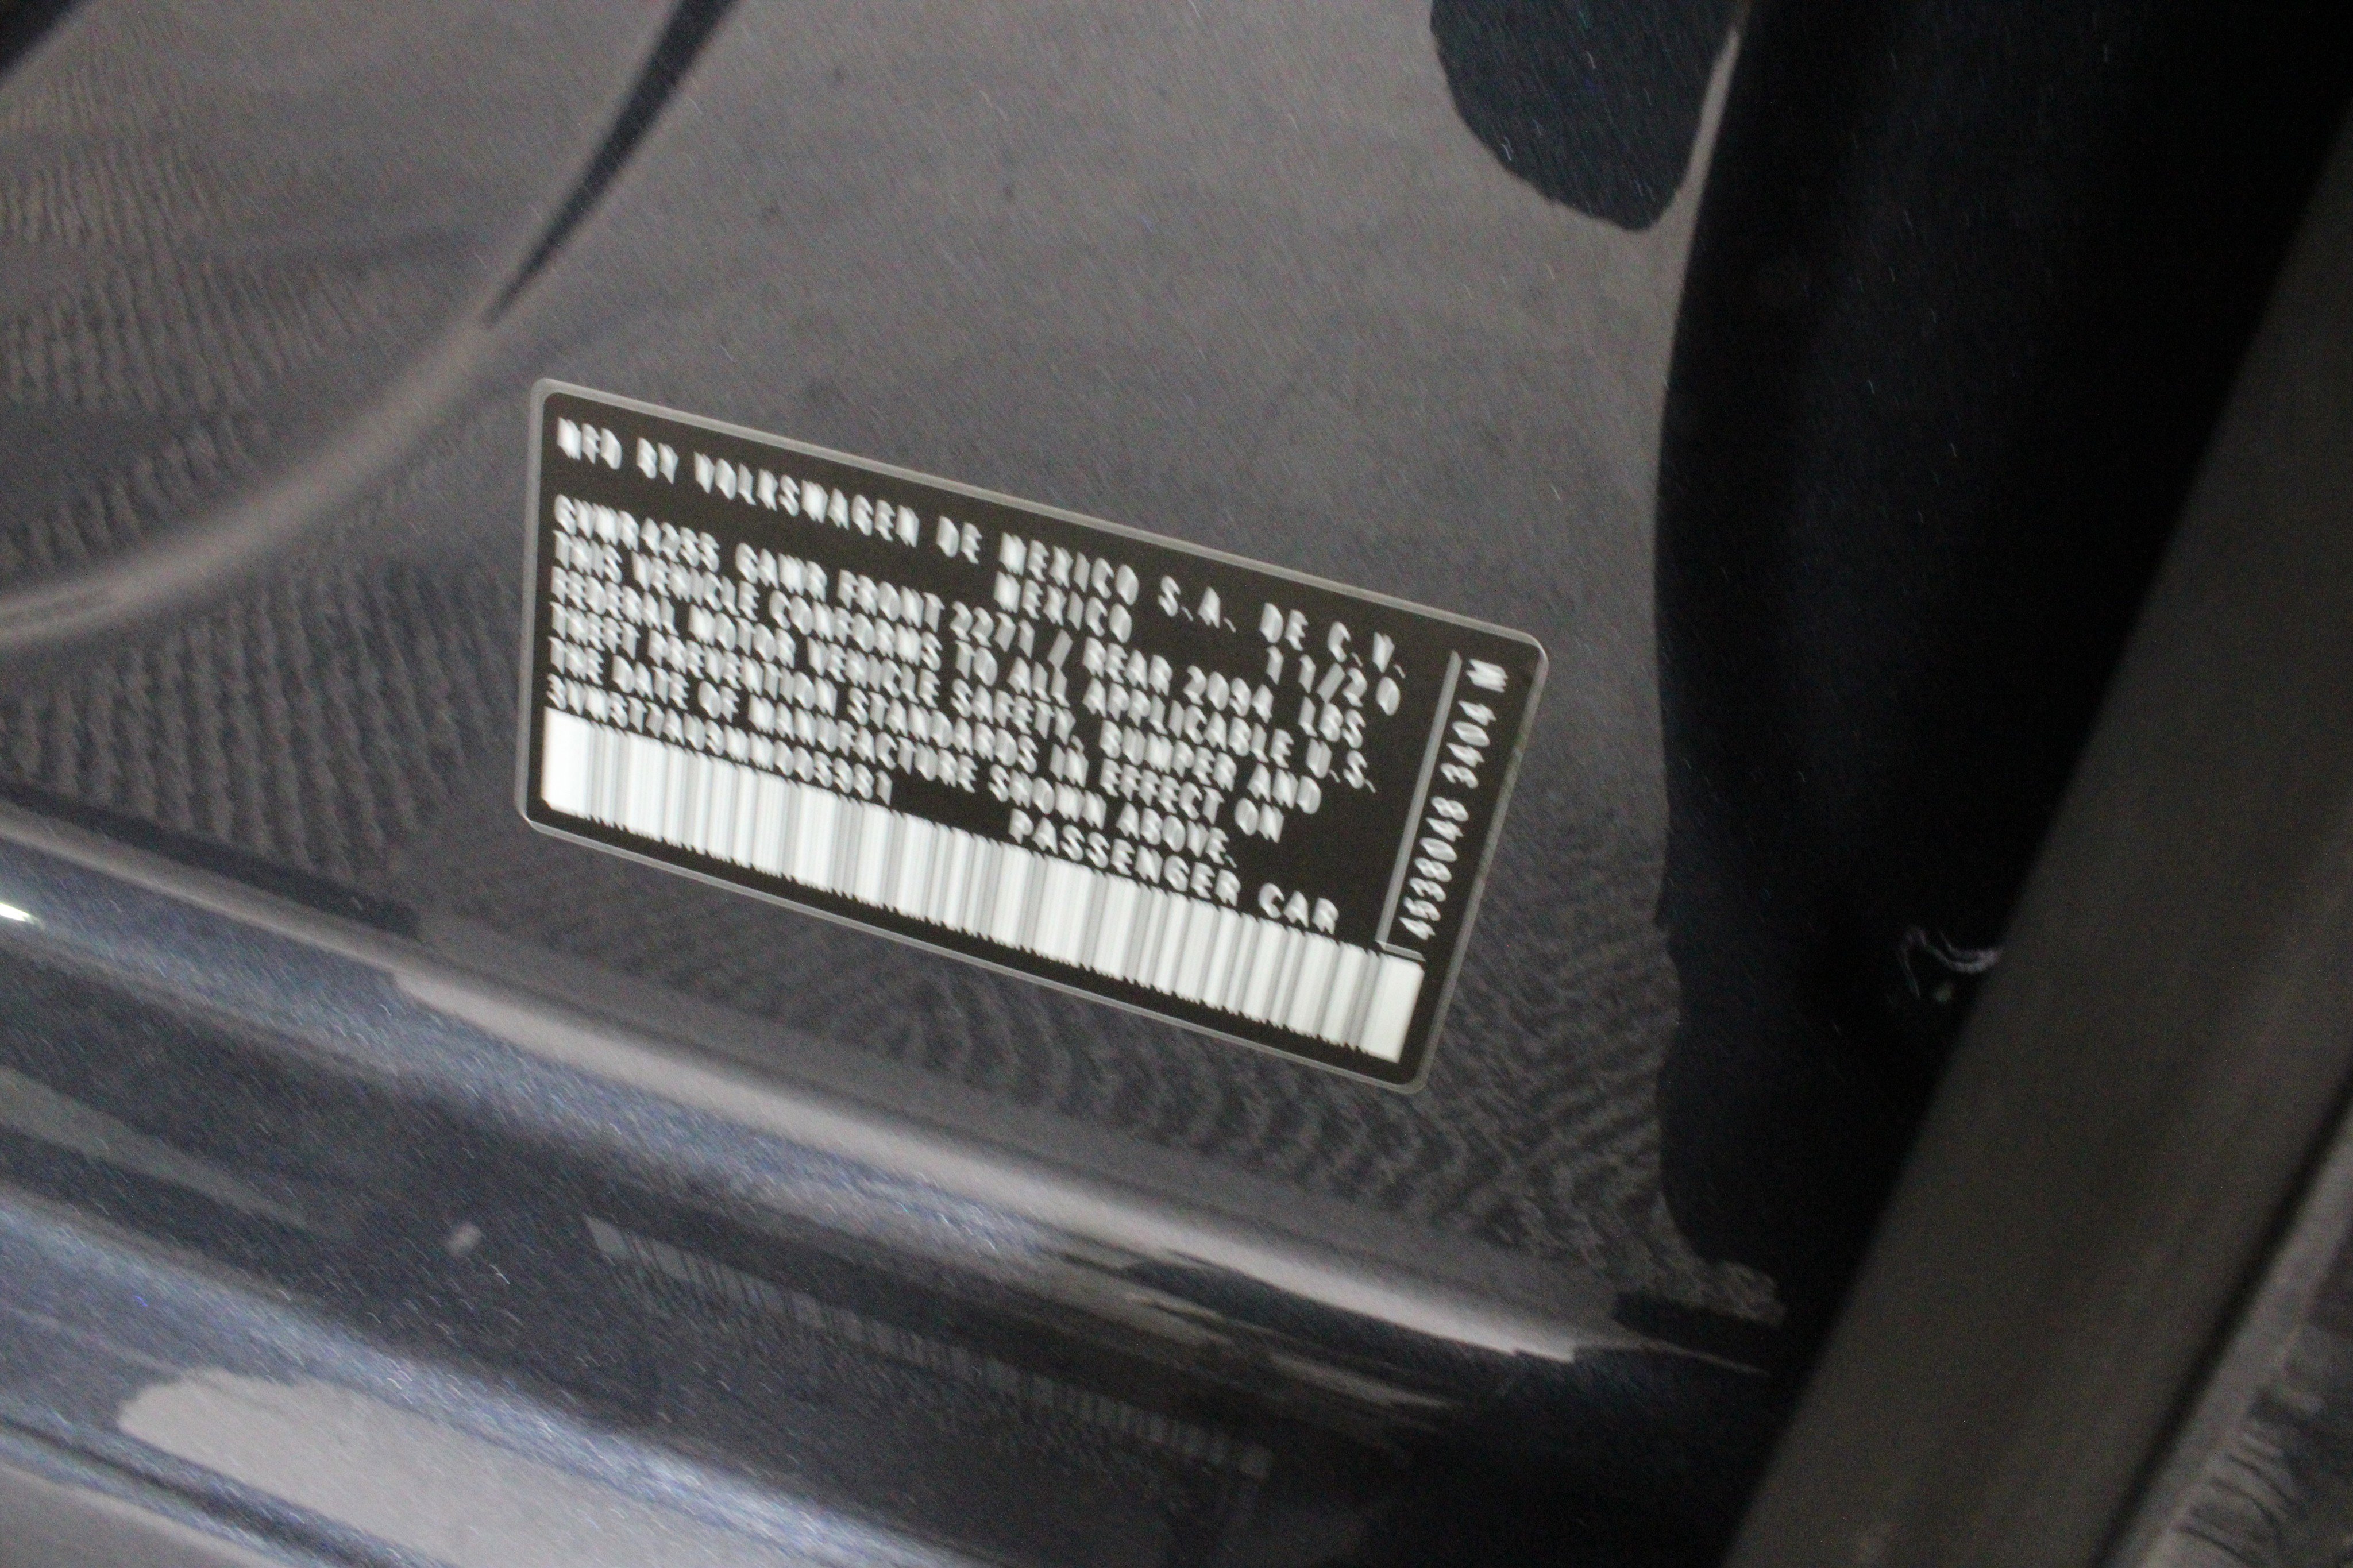 MFD BY VOLKSWAGEN DE MEXICO S.A. DE C.V.
MEXICO 11/20
GVWR4255 GAWR FRONT 2271 / REAR 2094 LBS.
THIS VEHICLE CONFORMS TO ALL APPLICABLE U.S.
FEDERAL MOTOR VEHICLE SAFETY, BUMPER AND
THEFT PREVENTION STANDARDS IN EFFECT ON
THE DATE OF MANUFACTURE SHOWN ABOVE.
PASSENGER CAR
45380048 3404 M